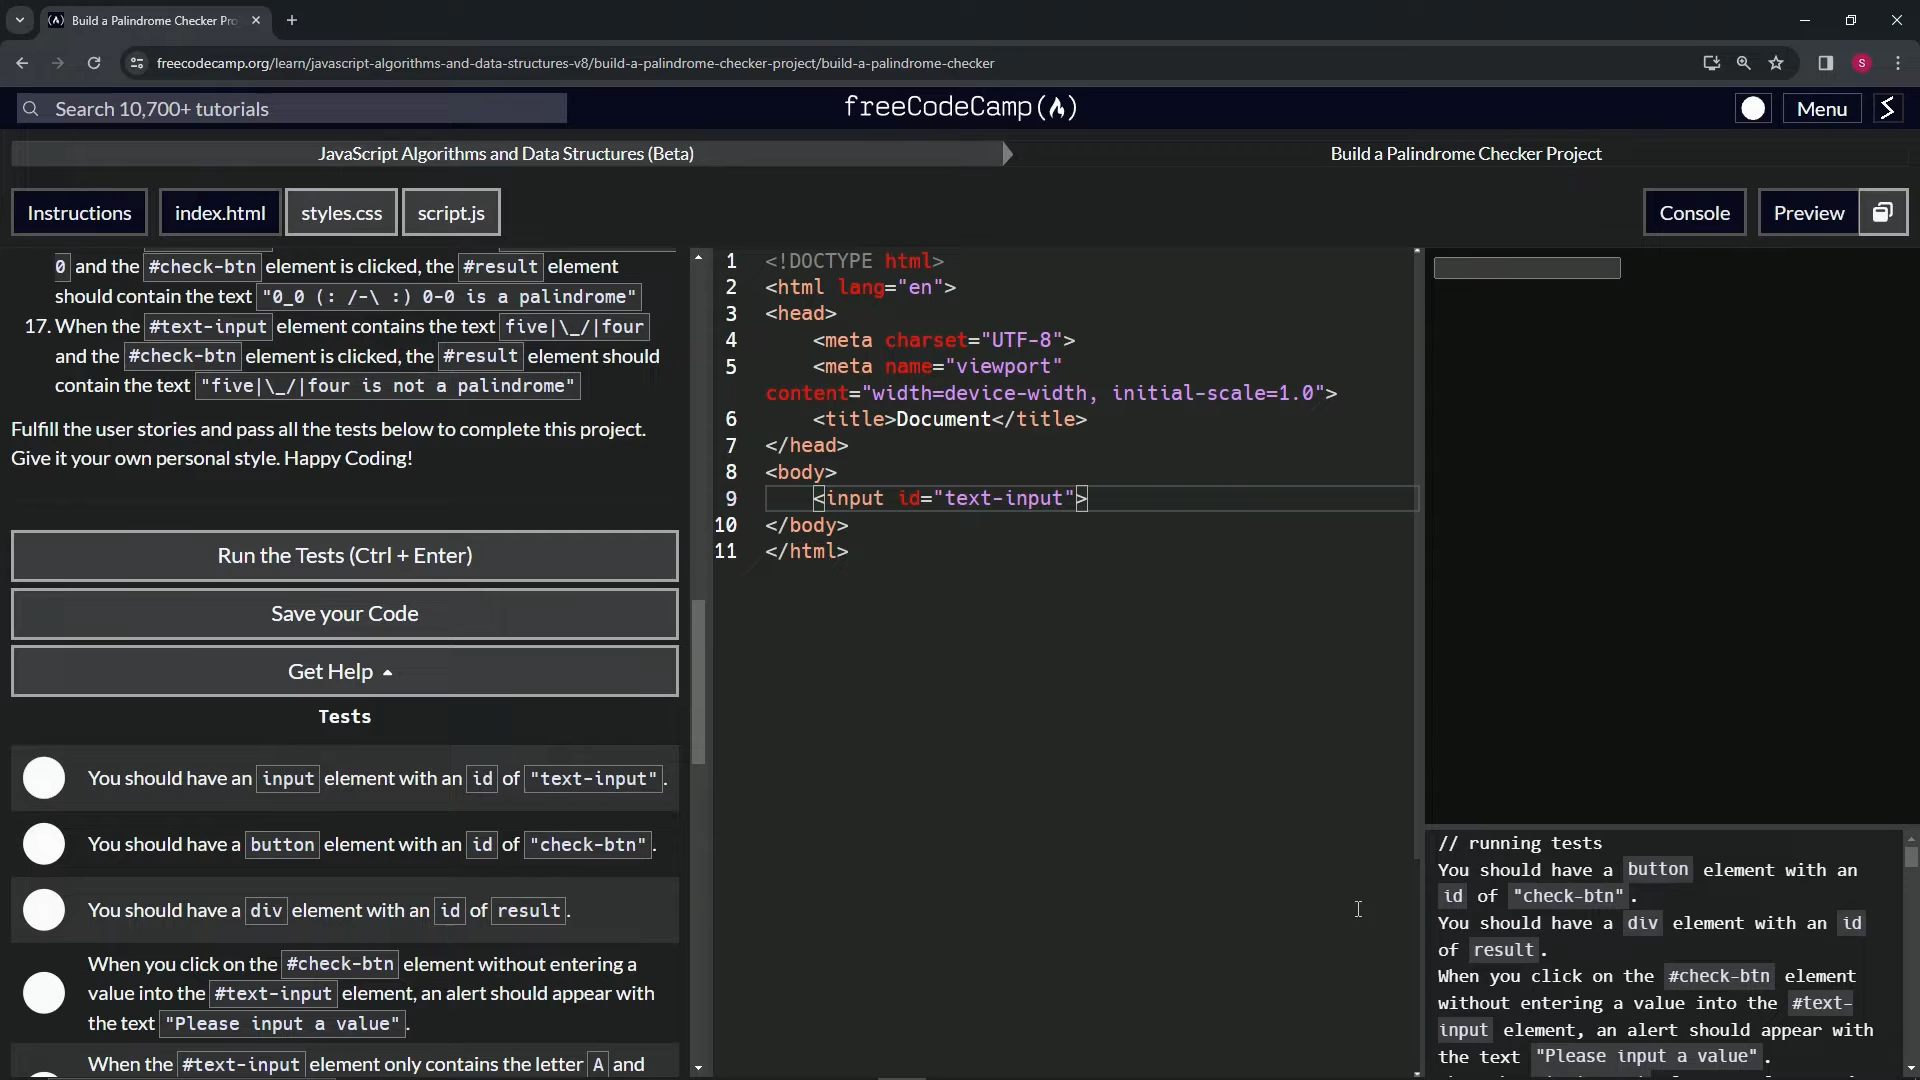 Build a Palindrome Checker Pro
freecodecamp.org/learn/javascript-algorithms-and-data-structures-v8/build-a-palindrome-checker-project/build-a-palindrome-checker
S
Search 10,700+ tutorials
freeCodeCamp(
Menu
JavaScript Algorithms and Data Structures (Beta)
Build a Palindrome Checker Project
Instructions
index.html
styles.css
script.js
Console
Preview
0 and the #check-btn element is clicked, the #result element
should contain the text "0_0 (: /-\ :) 0-0 is a palindrome"
17. When the #text-input element contains the text five|\_/|four
and the #check-btn element is clicked, the #result element should
contain the text "five|\_/|four is not a palindrome"
Fulfill the user stories and pass all the tests below to complete this project.
Give it your own personal style. Happy Coding!
Run the Tests (Ctrl + Enter)
Save your Code
Get Help
Tests
You should have an input element with an id of "text-input".
You should have a button element with an id of "check-btn".
You should have a div element with an id of result.
When you click on the #check-btn element without entering a
value into the #text-input element, an alert should appear with
the text "Please input a value".
When the #text-input element only contains the letter A and
1 <!DOCTYPE html>
2 <html lang="en">
3 <head>
4 <meta charset="UTF-8">
5 <meta name="viewport"
content="width=device-width, initial-scale=1.0">
6 <title>Document</title>
7 </head>
8 <body>
9 <input id="text-input">
10 </body>
11 </html>
// running tests
You should have a button element with an
id of "check-btn".
You should have a div element with an id
of result.
When you click on the #check-btn element
without entering a value into the #text-
input element, an alert should appear with
the text "Please input a value".